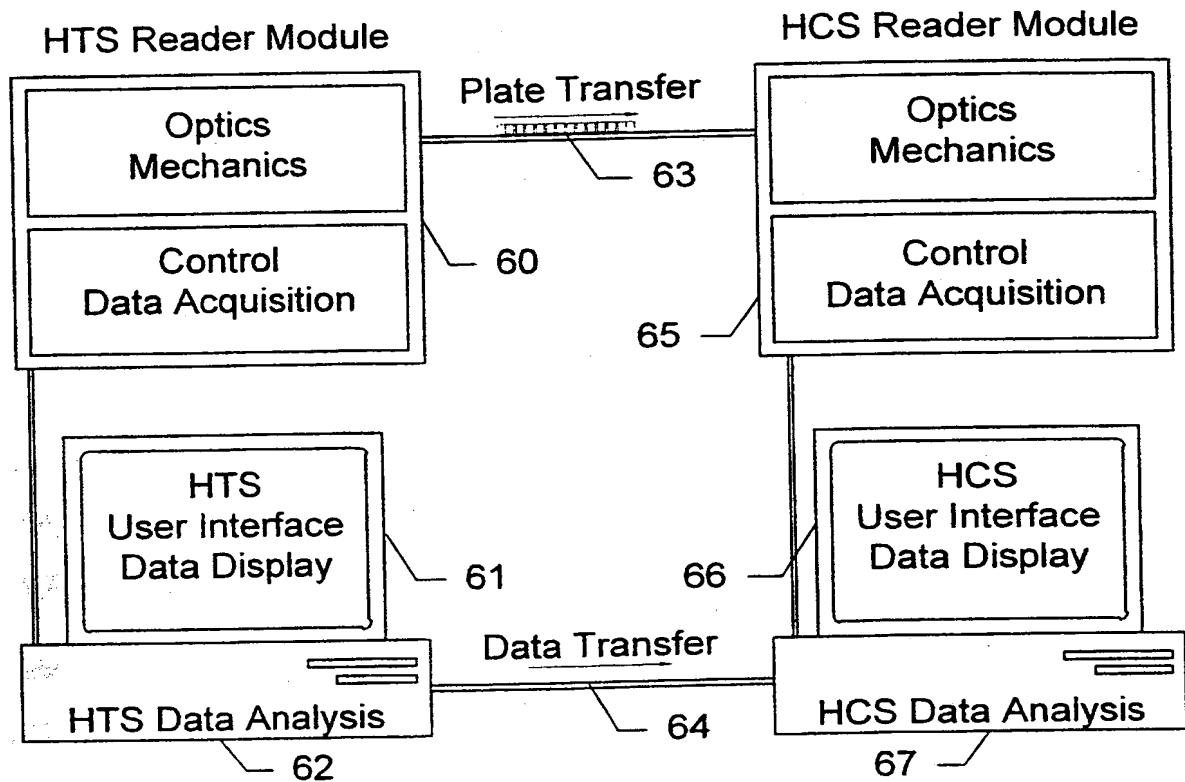 HTS Reader Module
HCS Reader Module
Plate Transfer
Optics
Mechanics
Optics
Mechanics
63
Control
Data Acquisition
60
Control
Data Acquisition
65
HTS
User Interface
Data Display
61
HCS
User Interface
Data Display
66
Data Transfer
HTS Data Analysis
64
HCS Data Analysis
62
67